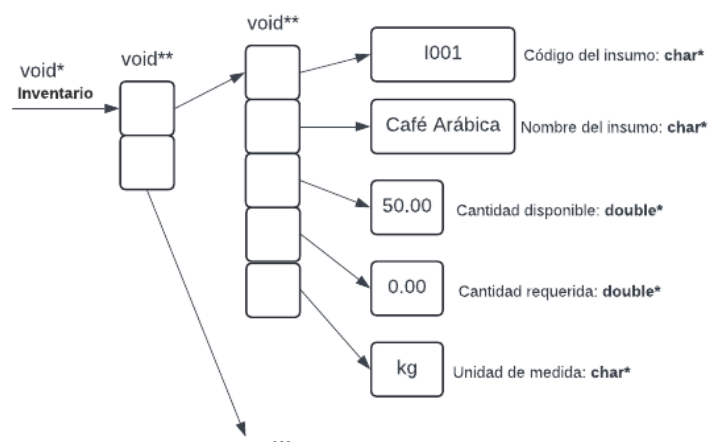 void*
Inventario
void**
void**
I001
Código del insumo: char*
Café Arábica
Nombre del insumo: char*
50.00
Cantidad disponible: double*
0.00
Cantidad requerida: double*
kg
Unidad de medida: char*
...